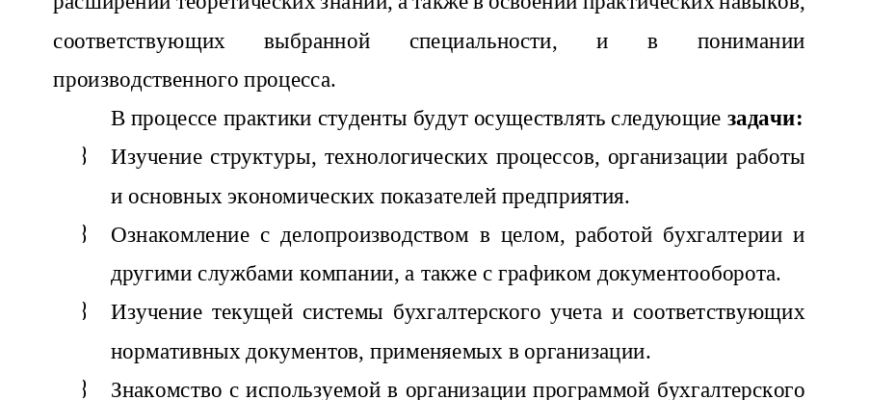 расширении теоретических знаний, а также в освоении практических навыков,
соответствующих выбранной специальности, и в понимании
производственного процесса.
В процессе практики студенты будут осуществлять следующие задачи:
⌇ Изучение структуры, технологических процессов, организации работы
и основных экономических показателей предприятия.
⌇ Ознакомление с делопроизводством в целом, работой бухгалтерии и
другими службами компании, а также с графиком документооборота.
⌇ Изучение текущей системы бухгалтерского учета и соответствующих
нормативных документов, применяемых в организации.
⌇ Знакомство с используемой в организации программой бухгалтерского